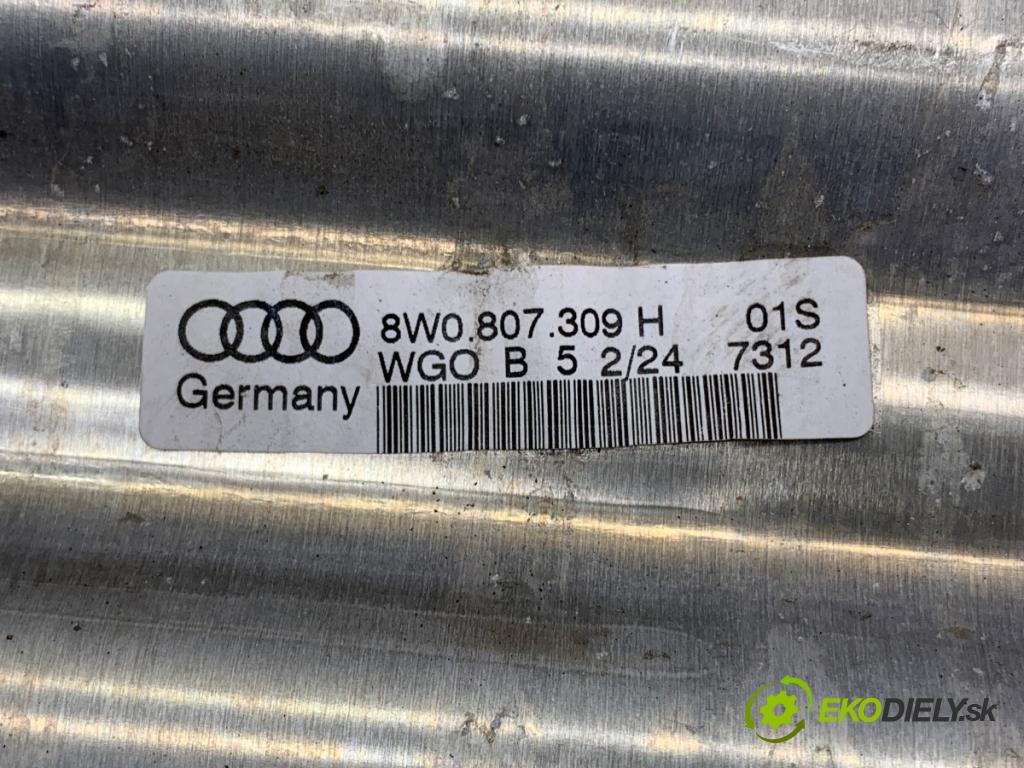 8W0.807.309 H 01S
WGO B 5 2/24 7312
Germany
EKODIELY.sk